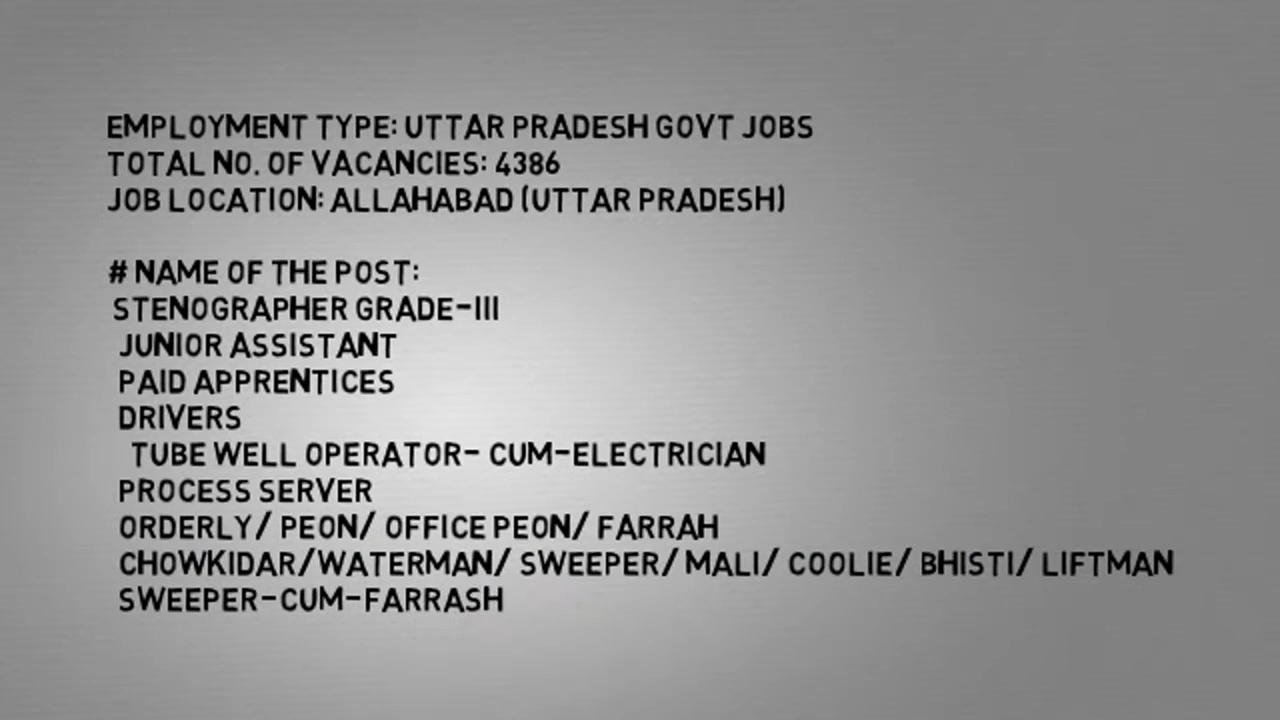 EMPLOYMENT TYPE: UTTAR PRADESH GOVT JOBS
TOTAL NO. OF VACANCIES: 4386
JOB LOCATION: ALLAHABAD (UTTAR PRADESH)
# NAME OF THE POST:
STENOGRAPHER GRADE-III
JUNIOR ASSISTANT
PAID APPRENTICES
DRIVERS
TUBE WELL OPERATOR- CUM-ELECTRICIAN
PROCESS SERVER
ORDERLY/ PEON/ OFFICE PEON/ FARRAH
CHOWKIDAR/WATERMAN/ SWEEPER/ MALI/ COOLIE/ BHISTI/ LIFTMAN
SWEEPER-CUM-FARRASH